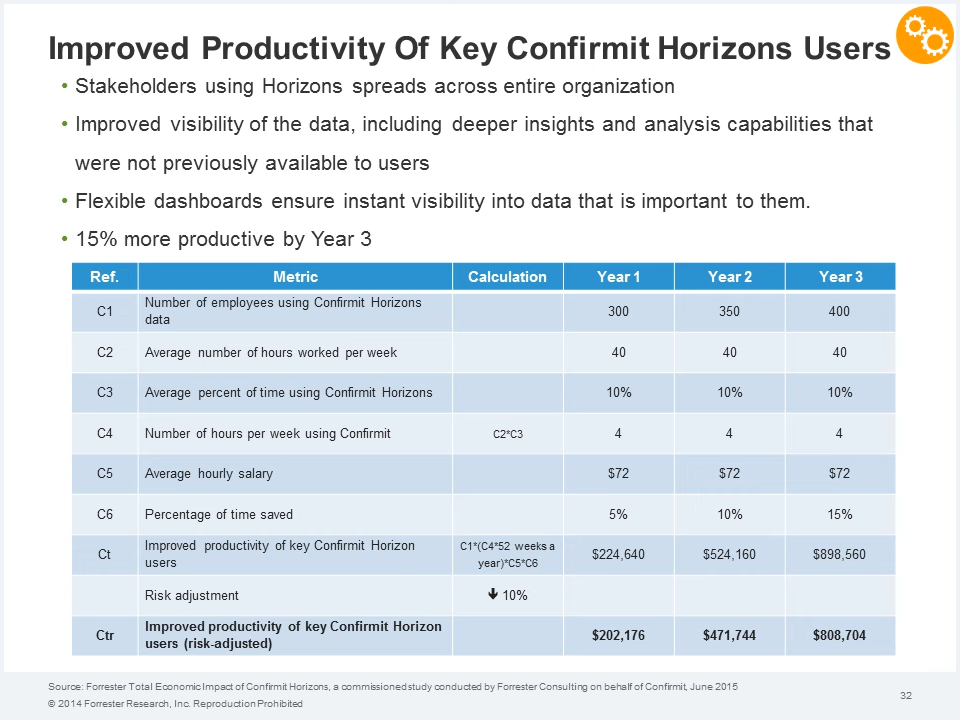 Improved Productivity Of Key Confirmit Horizons Users
• Stakeholders using Horizons spreads across entire organization
• Improved visibility of the data, including deeper insights and analysis capabilities that
were not previously available to users
• Flexible dashboards ensure instant visibility into data that is important to them.
• 15% more productive by Year 3
Ref. Metric Calculation Year 1 Year 2 Year 3
C1 Number of employees using Confirmit Horizons data 300 350 400
C2 Average number of hours worked per week 40 40 40
C3 Average percent of time using Confirmit Horizons 10% 10% 10%
C4 Number of hours per week using Confirmit C2*C3 4 4 4
C5 Average hourly salary $72 $72 $72
C6 Percentage of time saved 5% 10% 15%
Ct Improved productivity of key Confirmit Horizon users C1*(C4*52 weeks a year)*C5*C6 $224,640 $524,160 $898,560
Risk adjustment 🡻 10%
Ctr Improved productivity of key Confirmit Horizon users (risk-adjusted) $202,176 $471,744 $808,704
Source: Forrester Total Economic Impact of Confirmit Horizons, a commissioned study conducted by Forrester Consulting on behalf of Confirmit, June 2015
© 2014 Forrester Research, Inc. Reproduction Prohibited
32